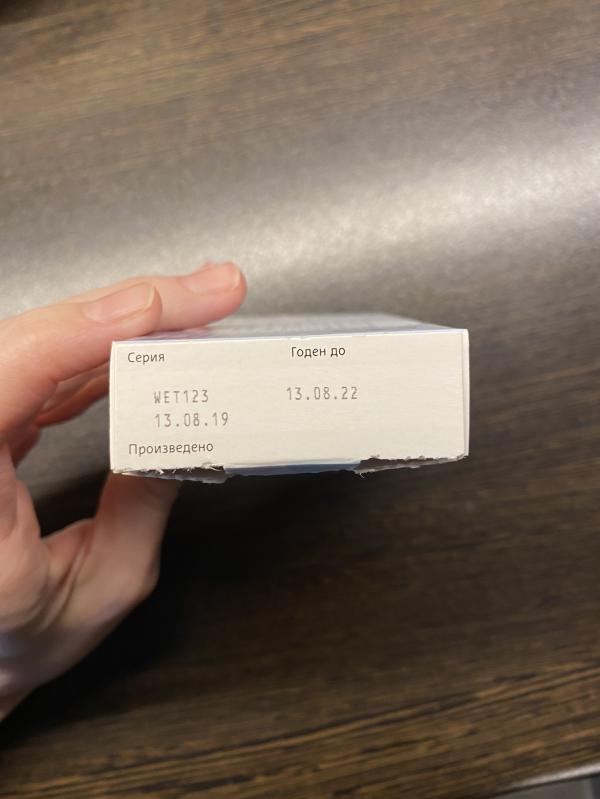 Серия Годен до
WET123 13.08.22
13.08.19
Произведено